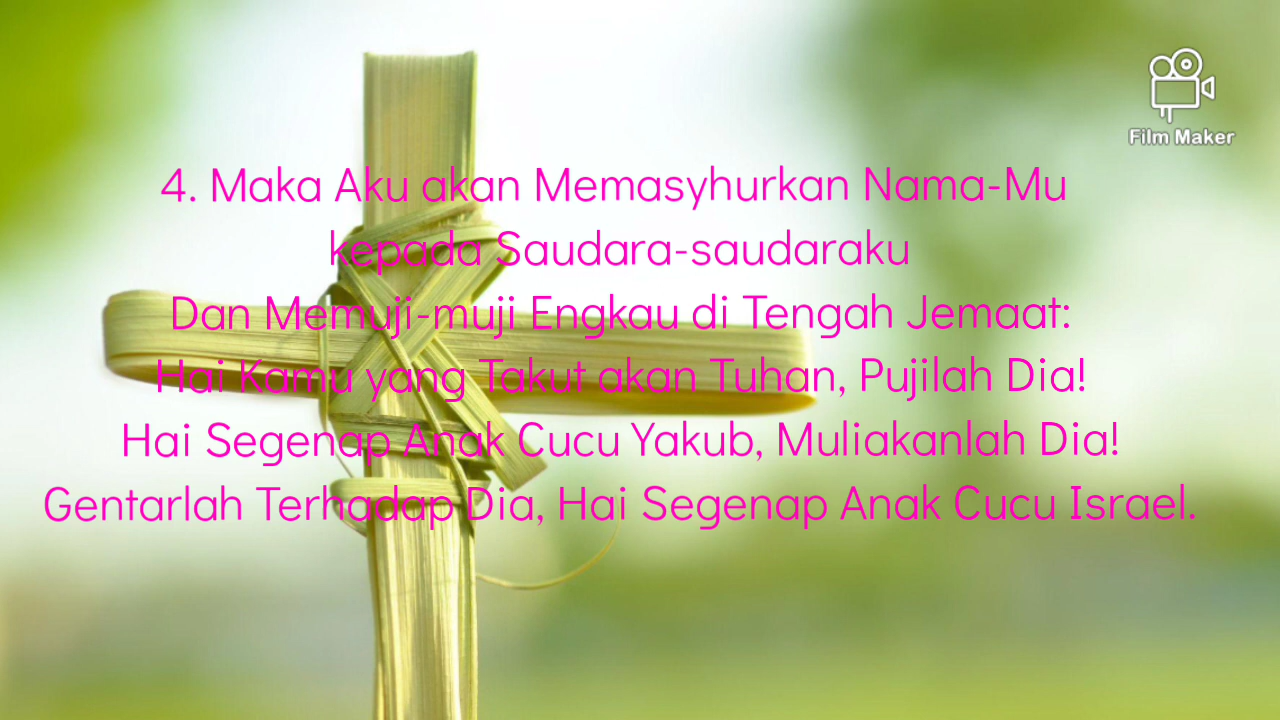 Film Maker
4. Maka Aku akan Memasyhurkan Nama-Mu
kepada Saudara-saudaraku
Dan Memuji-muji Engkau di Tengah Jemaat:
Hai Kamu yang Takut akan Tuhan, Pujilah Dia!
Hai Segenap Anak Cucu Yakub, Muliakanlah Dia!
Gentarlah Terhadap Dia, Hai Segenap Anak Cucu Israel.